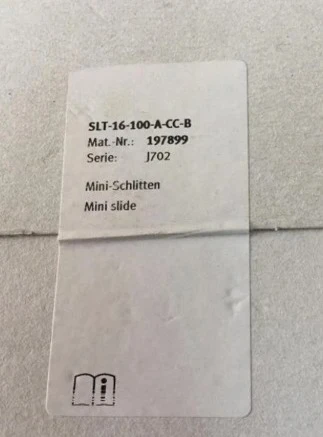 SLT-16-100-A-CC-B
Mat.-Nr.: 197899
Serie: J702
Mini-Schlitten
Mini slide